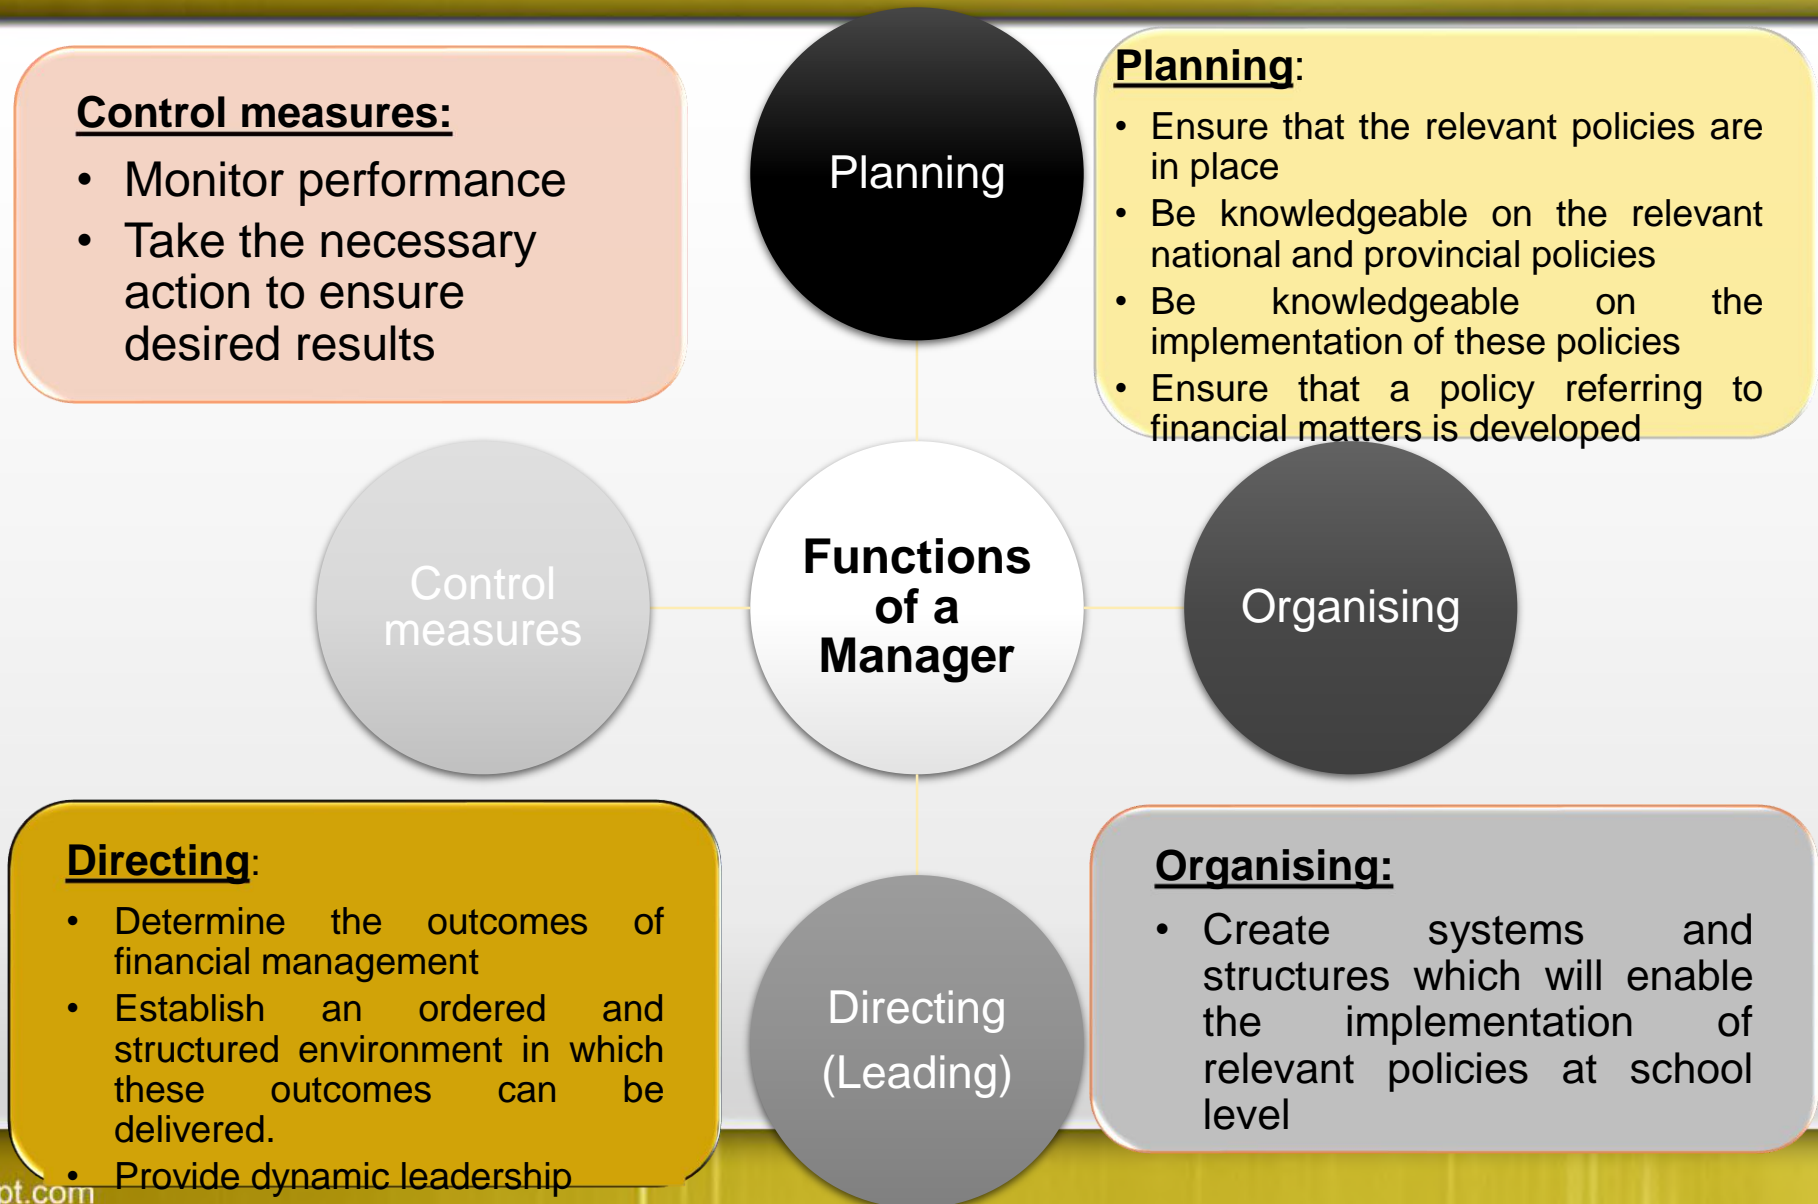 Control measures:
• Monitor performance
• Take the necessary
action to ensure
desired results
Planning
Planning:
• Ensure that the relevant policies are
in place
• Be knowledgeable on the relevant
national and provincial policies
• Be knowledgeable on the
implementation of these policies
• Ensure that a policy referring to
financial matters is developed
Control
measures
Functions
of a
Manager
Organising
Directing:
• Determine the outcomes of
financial management
• Establish an ordered and
structured environment in which
these outcomes can be
delivered.
• Provide dynamic leadership
Directing
(Leading)
Organising:
• Create systems and
structures which will enable
the implementation of
relevant policies at school
level
pt.com